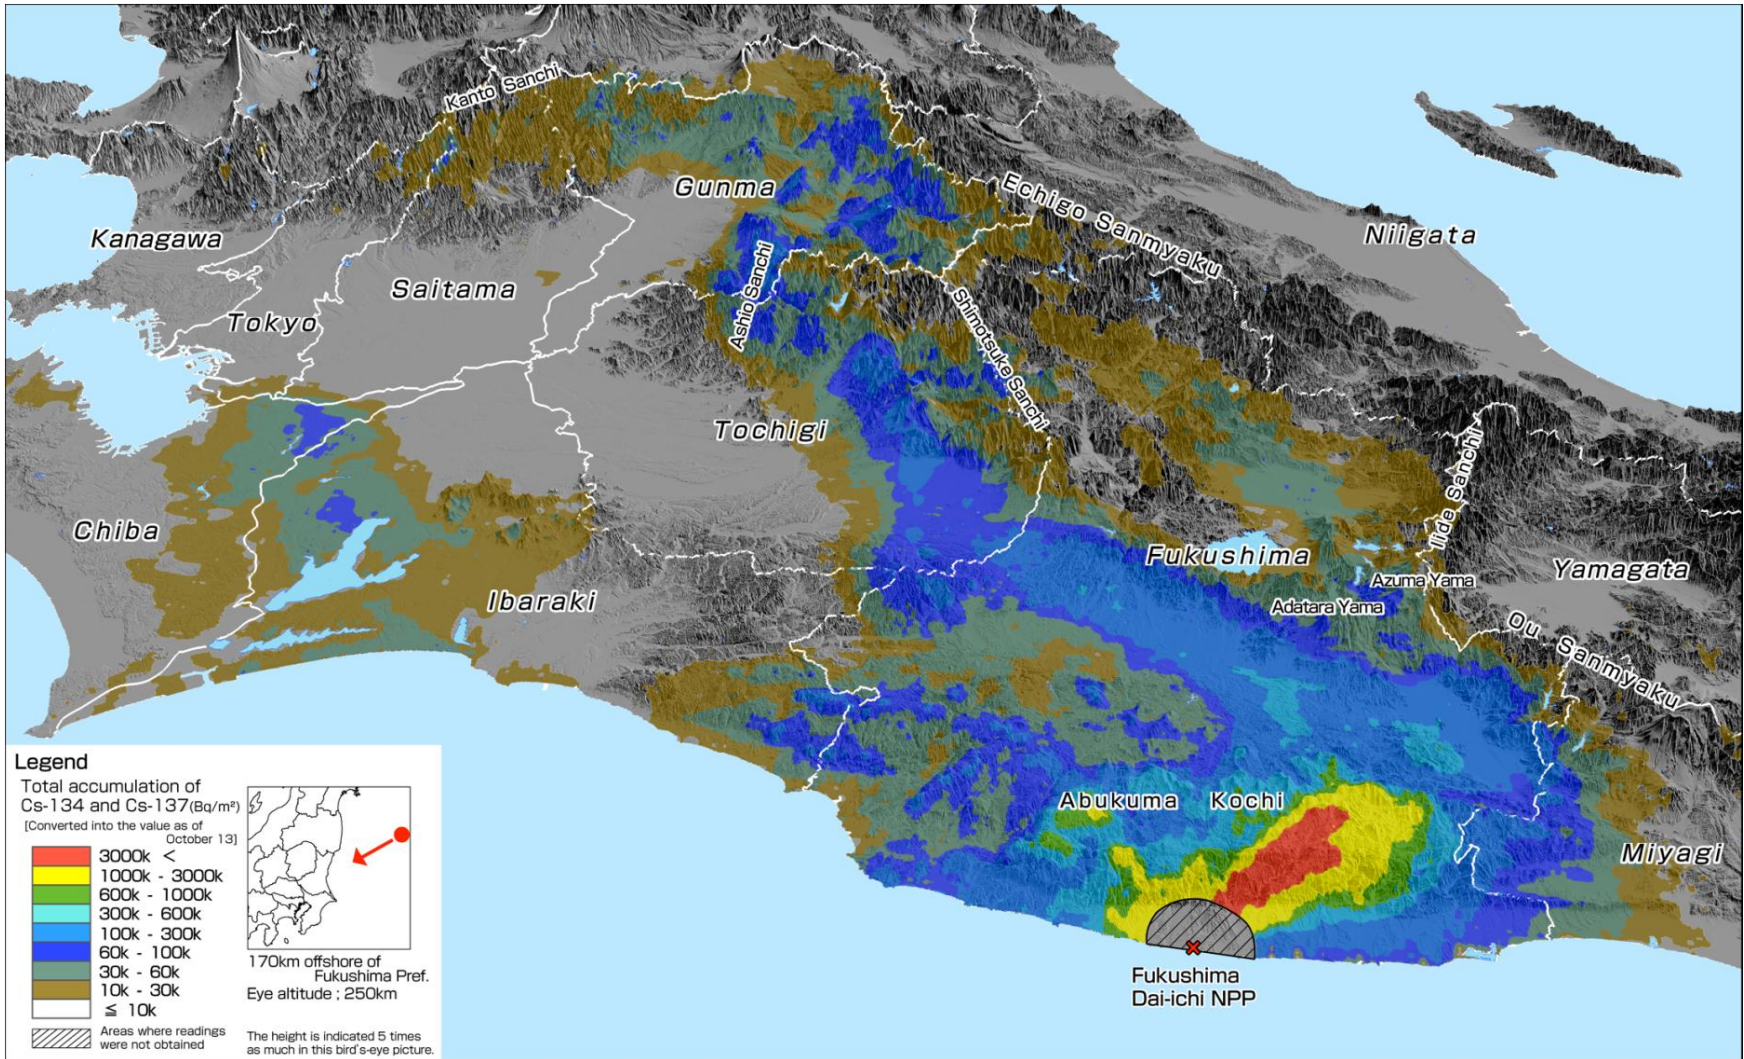 Kanto Sanchi
Gunma
Echigo Sanmyaku
Niigata
Kanagawa
Saitama
Tokyo
Ashio Sanchi
Shimotsuke Sanchi
Tochigi
Iide Sanchi
Chiba
Fukushima
Yamagata
Azuma Yama
Ibaraki
Adatara Yama
Ou Sanmyaku
Abukuma Kochi
Miyagi
Fukushima
Dai-ichi NPP
Legend
Total accumulation of
Cs-134 and Cs-137(Bq/m²)
[Converted into the value as of
October 13]
3000k <
1000k - 3000k
600k - 1000k
300k - 600k
100k - 300k
60k - 100k
30k - 60k
10k - 30k
≦ 10k
Areas where readings
were not obtained
170km offshore of
Fukushima Pref.
Eye altitude ; 250km
The height is indicated 5 times
as much in this bird's-eye picture.